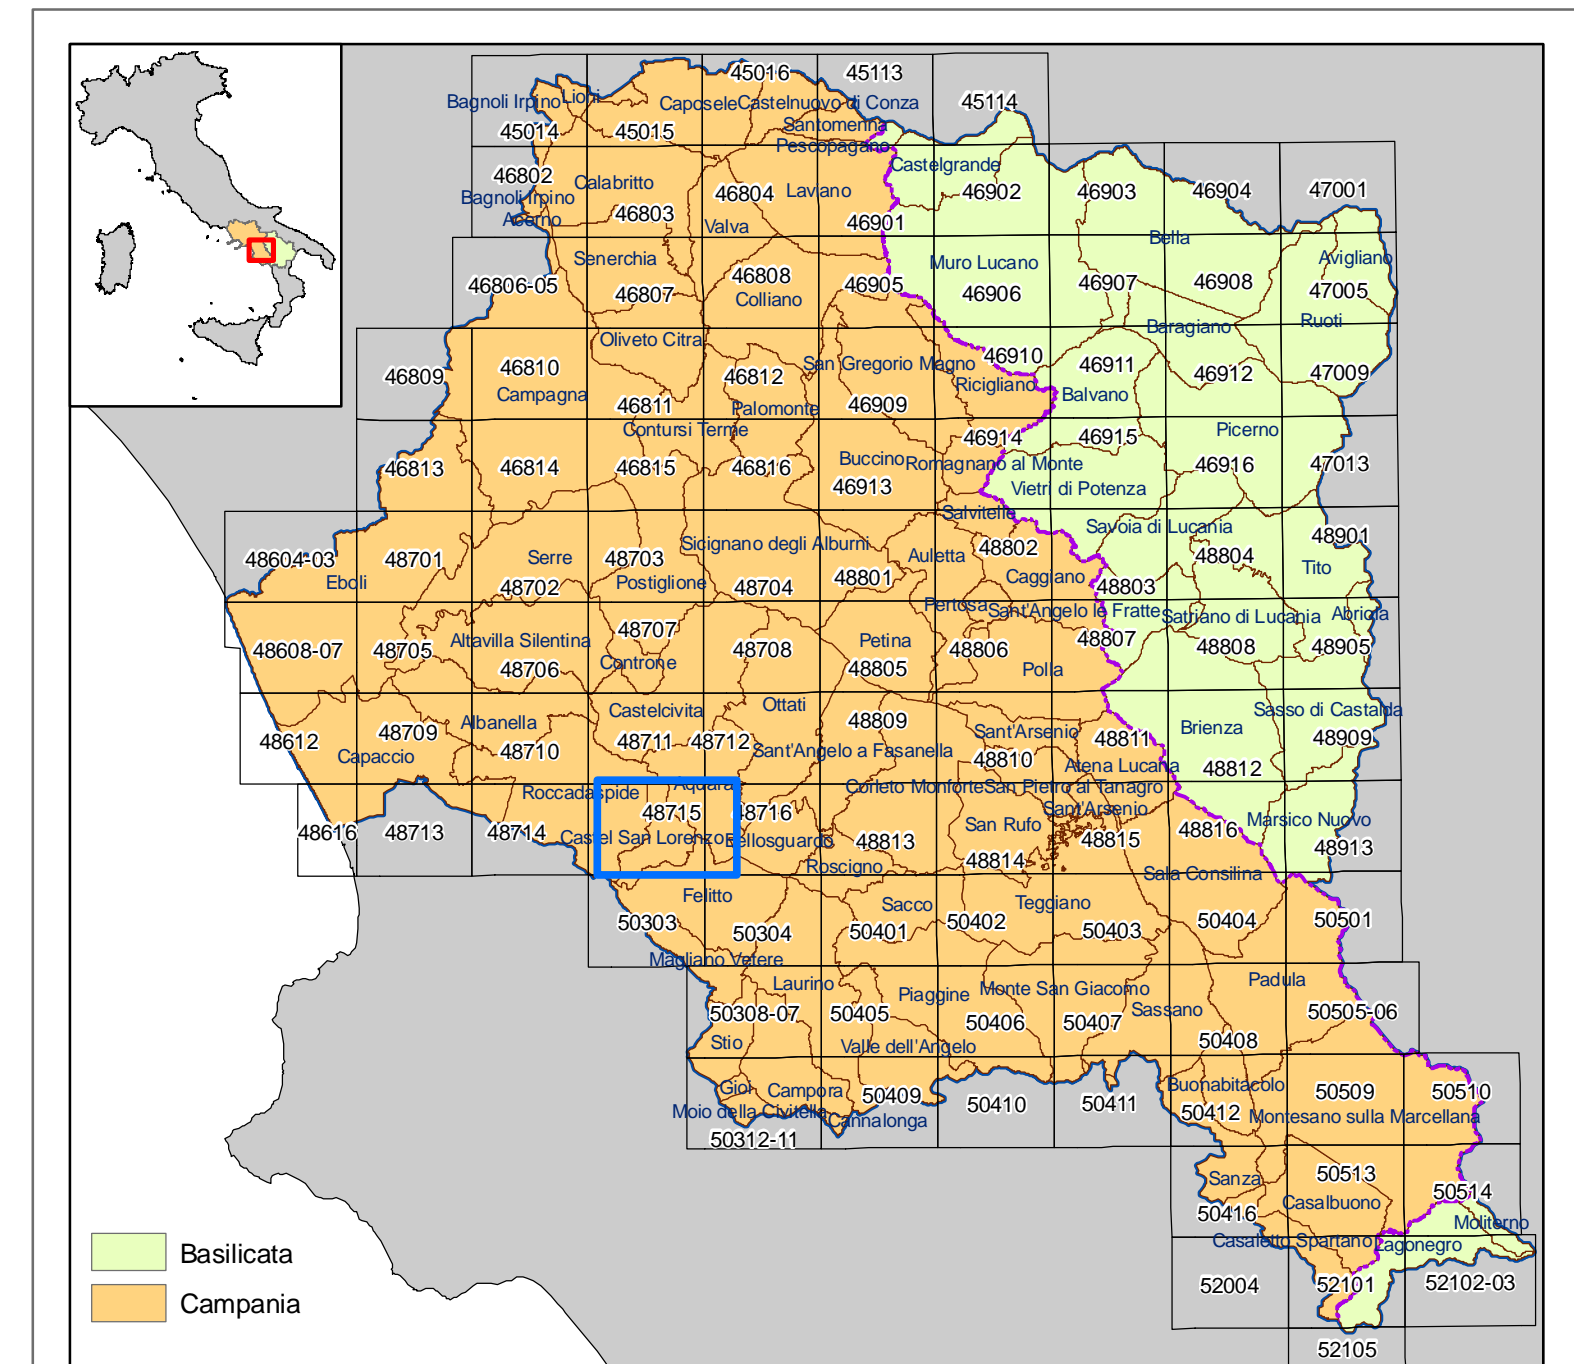 45016
45113
45114
Bagnoli Irpino
Lioni
Caposele
Castelnuovo di Conza
45014
45015
Santomenna
Pescopagano
Castelgrande
46802
Calabritto
46804
Laviano
46902
46903
46904
47001
Bagnoli Irpino
Acerno
46803
Valva
46901
Bella
Senerchia
Muro Lucano
Avigliano
46806-05
46807
46808
Colliano
46905
46906
46907
46908
47005
Ruoti
Oliveto Citra
Baragiano
46809
46810
Campagna
46812
San Gregorio Magno
46910
Ricigliano
46911
Balvano
46912
47009
46811
Palomonte
46909
Contursi Terme
46914
46915
Picerno
46813
46814
46815
46816
Buccino
Romagnano al Monte
46916
47013
46913
Vietri di Potenza
Salvitelle
Savoia di Lucania
48901
48604-03
Eboli
48701
Serre
48703
Sicignano degli Alburni
Auletta
48802
48804
Tito
48702
Postiglione
48704
48801
Caggiano
48803
Pertosa
Sant'Angelo le Fratte
Satriano di Lucania
Abriola
48608-07
48705
Altavilla Silentina
48707
48708
Petina
48806
48807
48808
48905
48706
Controne
48805
Polla
Castelcivita
Ottati
Albanella
48809
Sasso di Castalda
48612
48709
Capaccio
48710
48711
48712
Sant'Angelo a Fasanella
Sant'Arsenio
48810
48811
Brienza
48909
Atena Lucana
48812
Roccadaspide
Aquara
Corleto Monforte
San Pietro al Tanagro
Sant'Arsenio
48616
48713
48714
48715
48716
Castel San Lorenzo
Bellosguardo
48813
San Rufo
48815
48816
Marsico Nuovo
48913
Roscigno
48814
Sala Consilina
Felitto
Sacco
Teggiano
50303
50304
50401
50402
50403
50404
50501
Magliano Vetere
Laurino
Piaggine
Monte San Giacomo
Padula
50308-07
50405
50406
50407
Sassano
50505-06
Stio
Valle dell'Angelo
50408
Gioi
Campora
50409
50410
50411
Buonabitacolo
50509
50510
Moio della Civitella
Cannalonga
50412
Montesano sulla Marcellana
50312-11
Sanza
50513
50514
50416
Casalbuono
Moliterno
Casaletto Spartano
Lagonegro
52004
52101
52102-03
52105
Basilicata
Campania